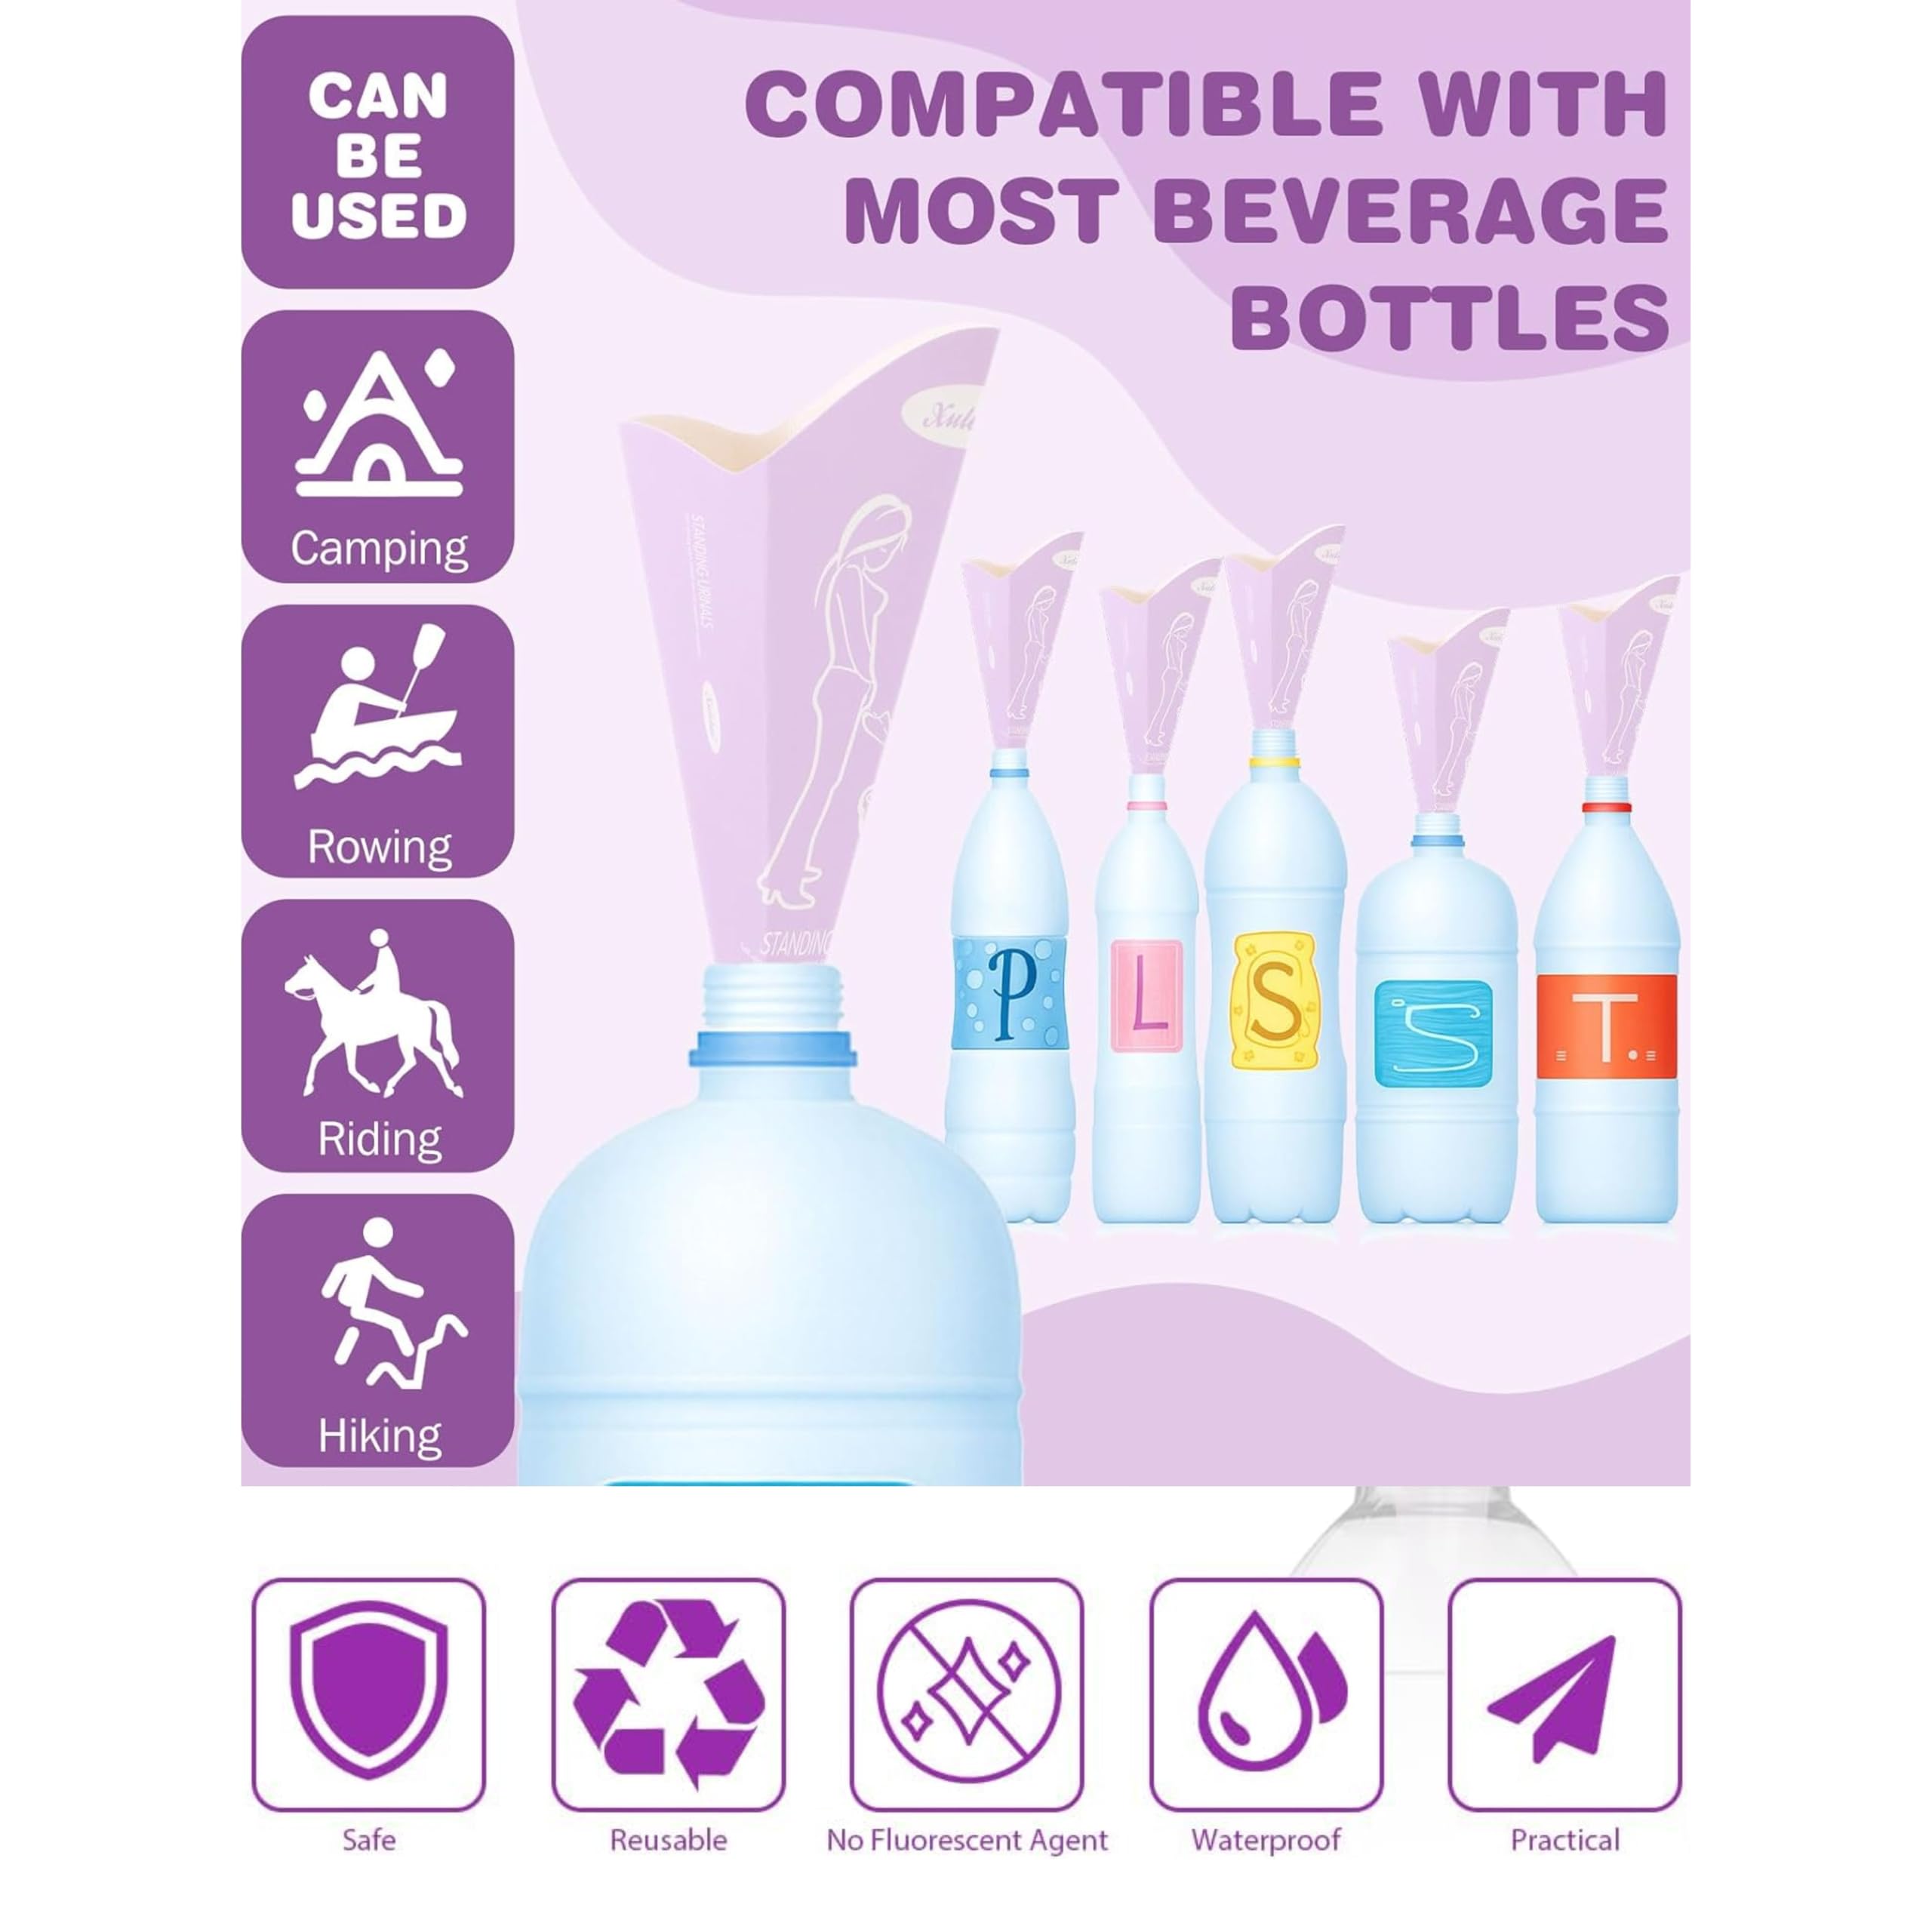 CAN
BE
USED
COMPATIBLE WITH
MOST BEVERAGE
BOTTLES
Camping
Rowing
Riding
Hiking
STANDING URINALS
STANDING
P
L
S
S
T.
Safe
Reusable
No Fluorescent Agent
Waterproof
Practical